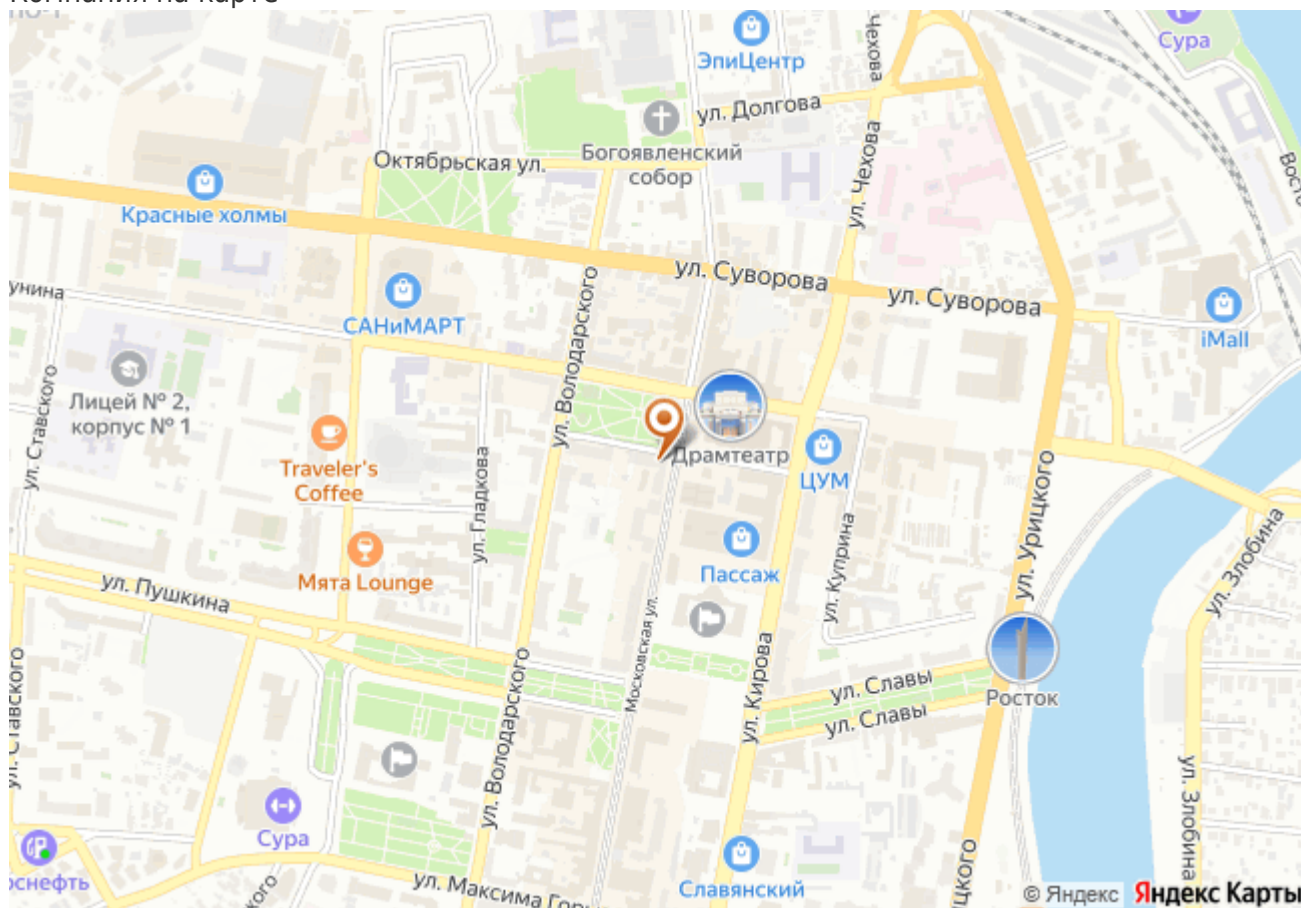 Сура
ЭпиЦентр
Чехова
ул. Долгова
Богоявленский
собор
Октябрьская ул.
ул. Чехова
Красные холмы
ул. Суворова
ул. Суворова
унина
САНиМАРТ
iMall
ул. Володарского
Лицей № 2,
корпус № 1
ул. Ставского
Traveler's
Coffee
ул. Гладкова
Драмтеатр
ЦУМ
ул. Урицкого
Пассаж
ул. Куприна
ул. Злобина
Мята Lounge
ул. Пушкина
Московская ул.
ул. Славы
ул. Славы
Росток
ул. Кирова
ул. Володарского
ул. Ставского
ул. Злобина
Сура
оснефть
ул. Максима Гор
Славянский
цкого
© Яндекс Яндекс Карты